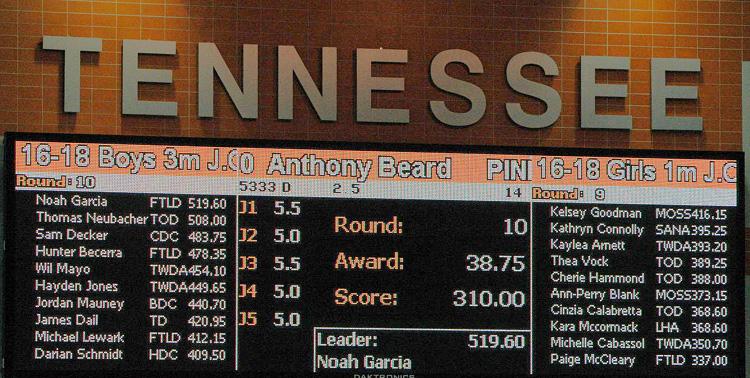 TENNESSEE
16-18 Boys 3m J.O
Round: 10
Noah Garcia FTLD 519.60
Thomas Neubacher TOD 508.00
Sam Decker CDC 483.75
Hunter Becerra FTLD 478.35
Wil Mayo TWDA 454.10
Hayden Jones TWDA 449.65
Jordan Mauney BDC 440.70
James Dail TD 420.95
Michael Lewark FTLD 412.15
Darian Schmidt HDC 409.50
0 Anthony Beard PIN
5333 D 2 5 14
J1 5.5
J2 5.0
J3 5.5
J4 5.0
J5 5.0
Round: 10
Award: 38.75
Score: 310.00
Leader: 519.60
Noah Garcia
16-18 Girls 1m J.O
Round: 9
Kelsey Goodman MOSS 416.15
Kathryn Connolly SANA 395.25
Kaylea Arnett TWDA 393.20
Thea Vock TOD 389.25
Cherie Hammond TOD 388.00
Ann-Perry Blank MOSS 373.15
Cinzia Calabretta TOD 368.60
Kara Mccormack LHA 368.60
Michelle Cabassol TWDA 350.70
Paige McCleary FTLD 337.00
DAKTRONICS